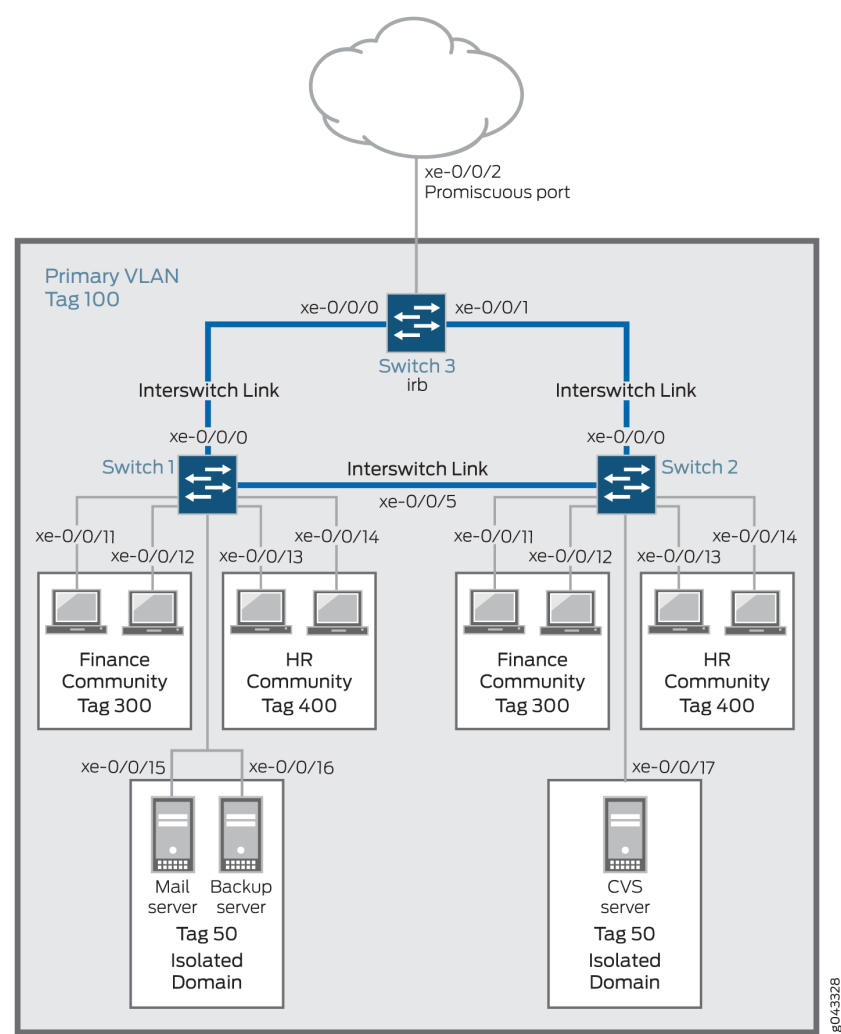 xe-0/0/2
Promiscuous port
Primary VLAN
Tag 100
xe-0/0/0
xe-0/0/1
Switch 3
irb
Interswitch Link
Interswitch Link
xe-0/0/0
xe-0/0/0
Switch 1
Interswitch Link
Switch 2
xe-0/0/5
xe-0/0/11
xe-0/0/12
xe-0/0/13
xe-0/0/14
xe-0/0/11
xe-0/0/12
xe-0/0/13
xe-0/0/14
Finance
Community
Tag 300
HR
Community
Tag 400
Finance
Community
Tag 300
HR
Community
Tag 400
xe-0/0/15
xe-0/0/16
xe-0/0/17
Mail
server
Backup
server
Tag 50
Isolated
Domain
CVS
server
Tag 50
Isolated
Domain
g043328